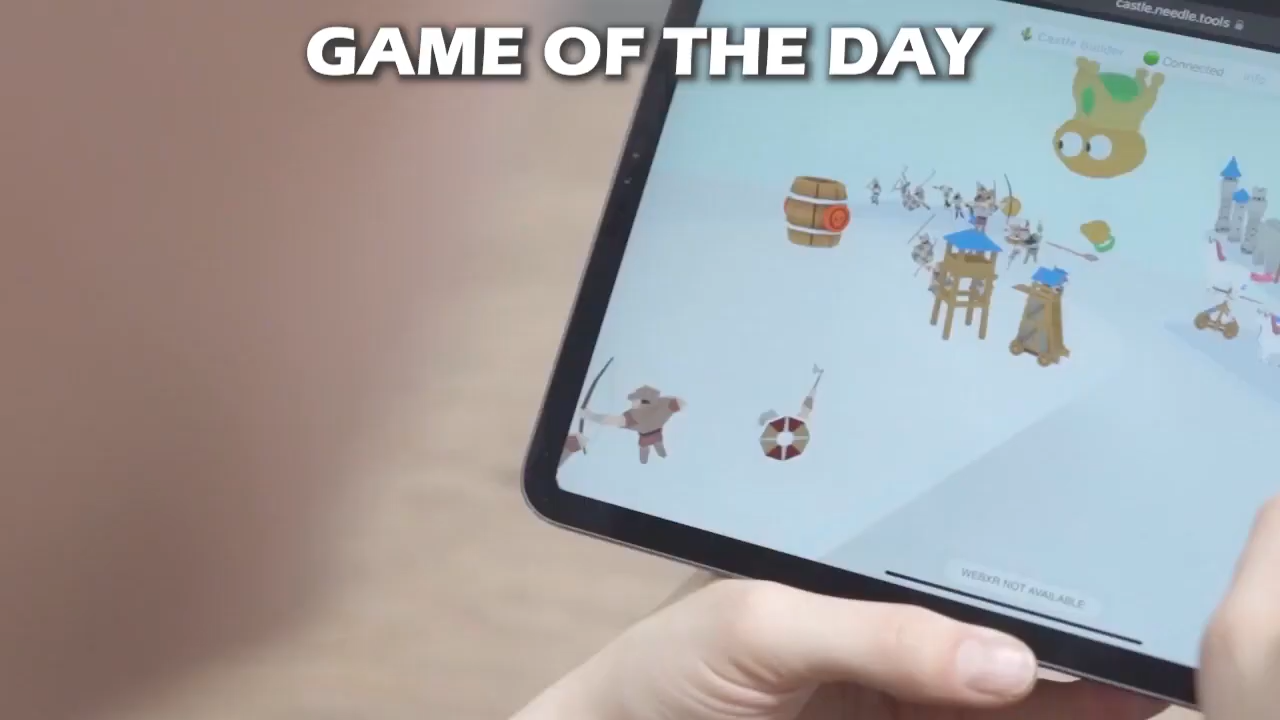 GAME OF THE DAY
castle.needle.tools
Castle Builder
Connected
info
WEBXR NOT AVAILABLE